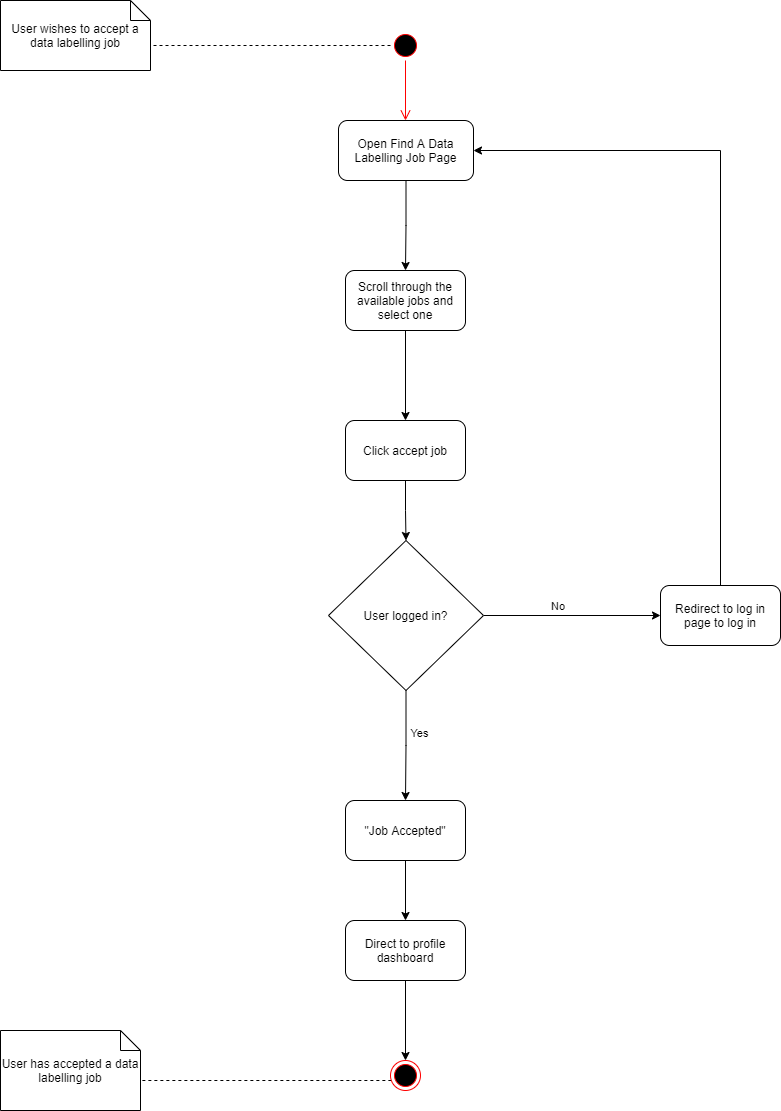 User wishes to accept a
data labelling job
Open Find A Data
Labelling Job Page
Scroll through the
available jobs and
select one
Click accept job
User logged in?
No
Redirect to log in
page to log in
Yes
"Job Accepted"
Direct to profile
dashboard
User has accepted a data
labelling job